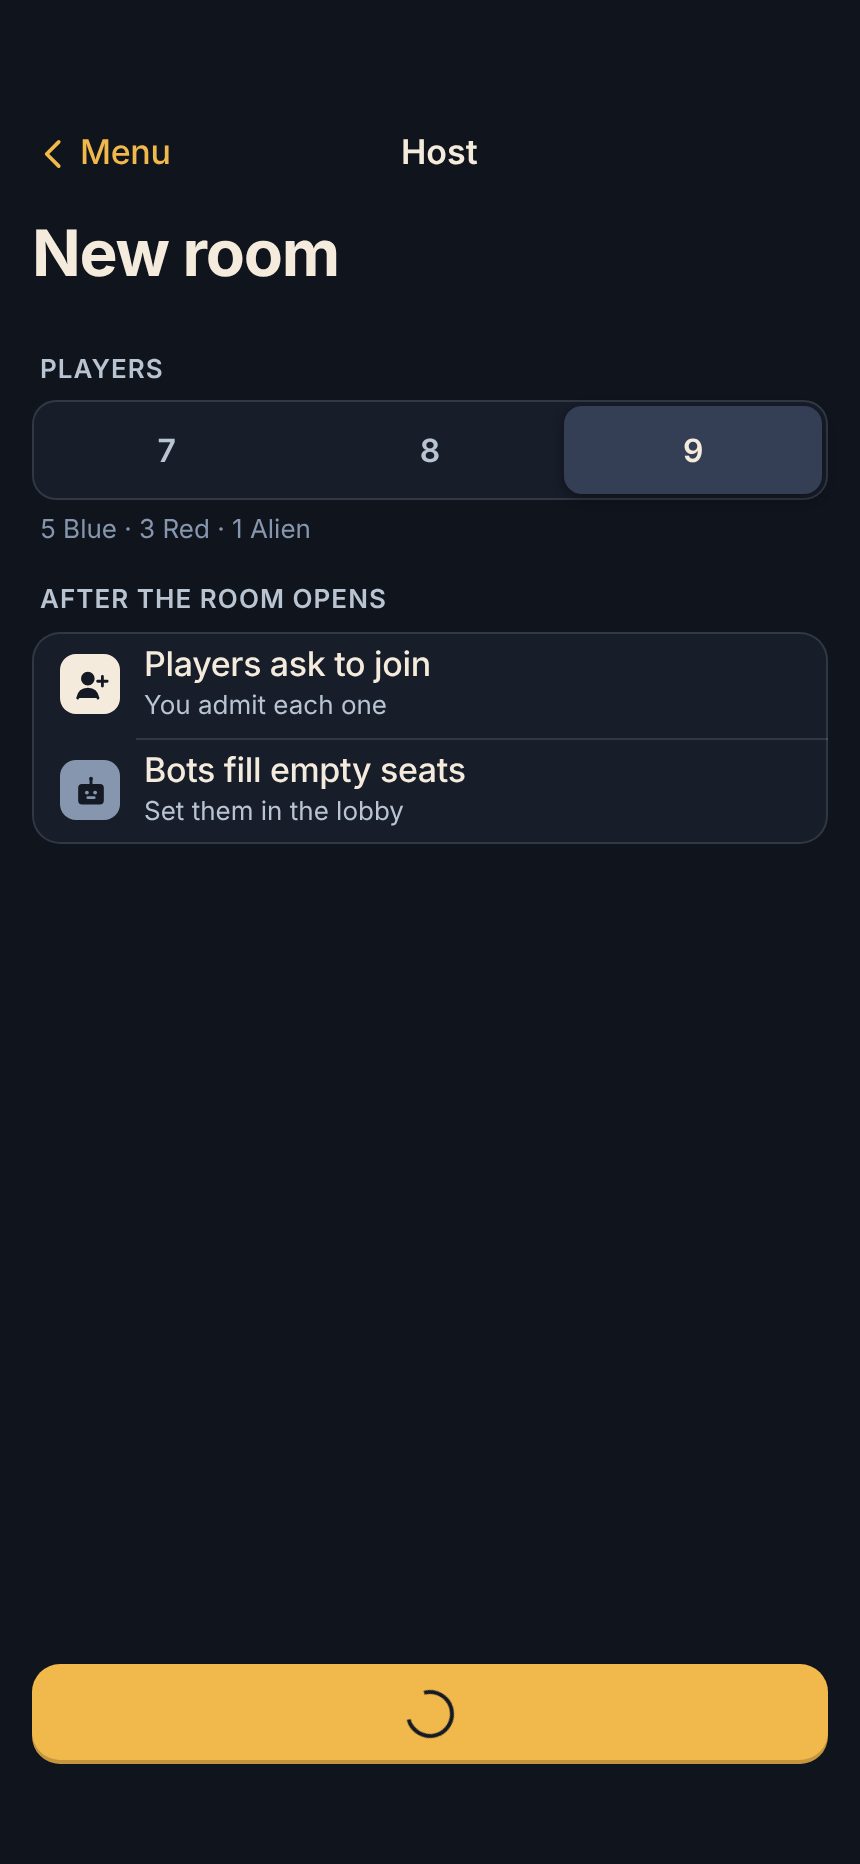 Menu
Host
New room
PLAYERS
7 8 9
5 Blue · 3 Red · 1 Alien
AFTER THE ROOM OPENS
Players ask to join
You admit each one
Bots fill empty seats
Set them in the lobby